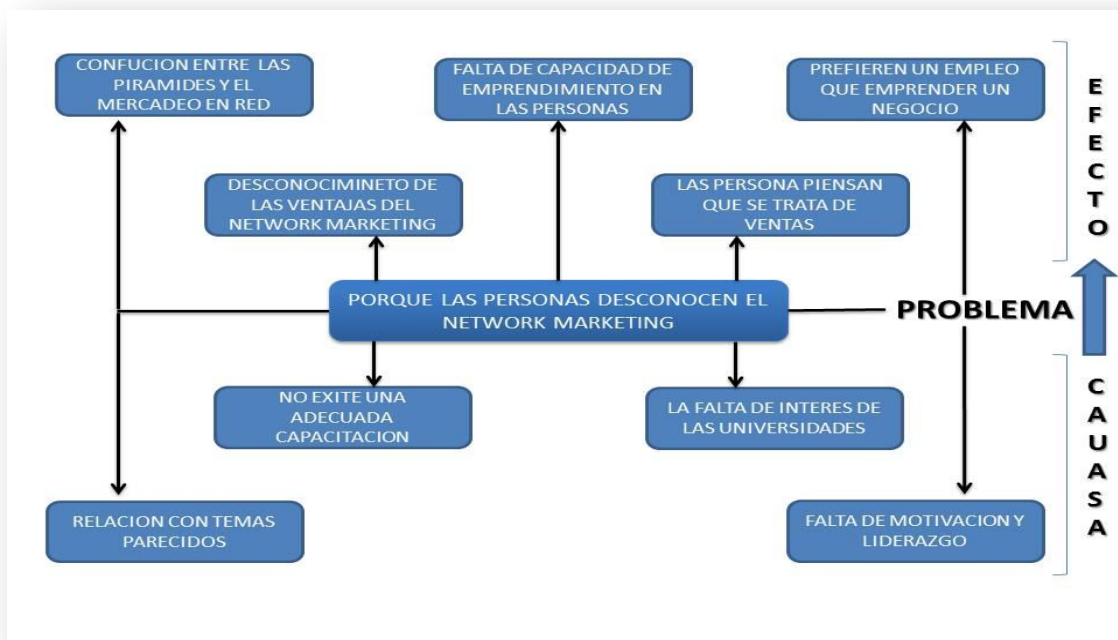 CONFUCION ENTRE LAS
PIRAMIDES Y EL
MERCADEO EN RED
FALTA DE CAPACIDAD DE
EMPRENDIMIENTO EN
LAS PERSONAS
PREFIEREN UN EMPLEO
QUE EMPRENDER UN
NEGOCIO
DESCONOCIMINETO DE
LAS VENTAJAS DEL
NETWORK MARKETING
LAS PERSONA PIENSAN
QUE SE TRATA DE
VENTAS
EFECTO
PORQUE LAS PERSONAS DESCONOCEN EL
NETWORK MARKETING
PROBLEMA
NO EXITE UNA
ADECUADA
CAPACITACION
LA FALTA DE INTERES DE
LAS UNIVERSIDADES
RELACION CON TEMAS
PARECIDOS
FALTA DE MOTIVACION Y
LIDERAZGO
CAUASA